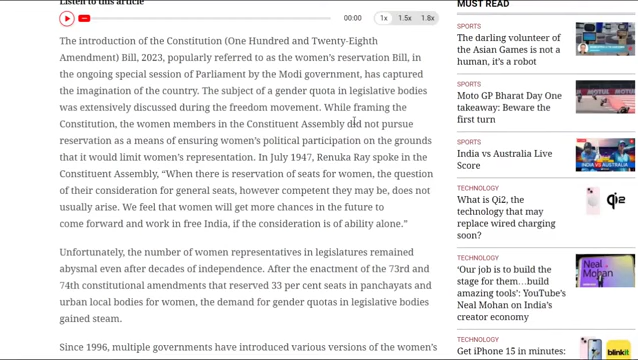 Listen to this article
00:00
1x 1.5x 1.8x
The introduction of the Constitution (One Hundred and Twenty-Eighth
Amendment) Bill, 2023, popularly referred to as the women's reservation Bill, in
the ongoing special session of Parliament by the Modi government, has captured
the imagination of the country. The subject of a gender quota in legislative bodies
was extensively discussed during the freedom movement. While framing the
Constitution, the women members in the Constituent Assembly did not pursue
reservation as a means of ensuring women's political participation on the grounds
that it would limit women's representation. In July 1947, Renuka Ray spoke in the
Constituent Assembly, "When there is reservation of seats for women, the question
of their consideration for general seats, however competent they may be, does not
usually arise. We feel that women will get more chances in the future to
come forward and work in free India, if the consideration is of ability alone."
Unfortunately, the number of women representatives in legislatures remained
abysmal even after decades of independence. After the enactment of the 73rd and
74th constitutional amendments that reserved 33 per cent seats in panchayats and
urban local bodies for women, the demand for gender quotas in legislative bodies
gained steam.
Since 1996, multiple governments have introduced various versions of the women's
MUST READ
SPORTS
The darling volunteer of
the Asian Games is not a
human, it's a robot
SPORTS
Moto GP Bharat Day One
takeaway: Beware the
first turn
SPORTS
India vs Australia Live
Score
INDIA AUSTRALIA
TECHNOLOGY
What is Qi2, the
technology that may
replace wired charging
soon?
Qi2
TECHNOLOGY
'Our job is to build the
stage for them…build
amazing tools': YouTube's
Neal Mohan on India's
creator economy
Neal
Mohan
TECHNOLOGY
Get iPhone 15 in minutes:
blinkit